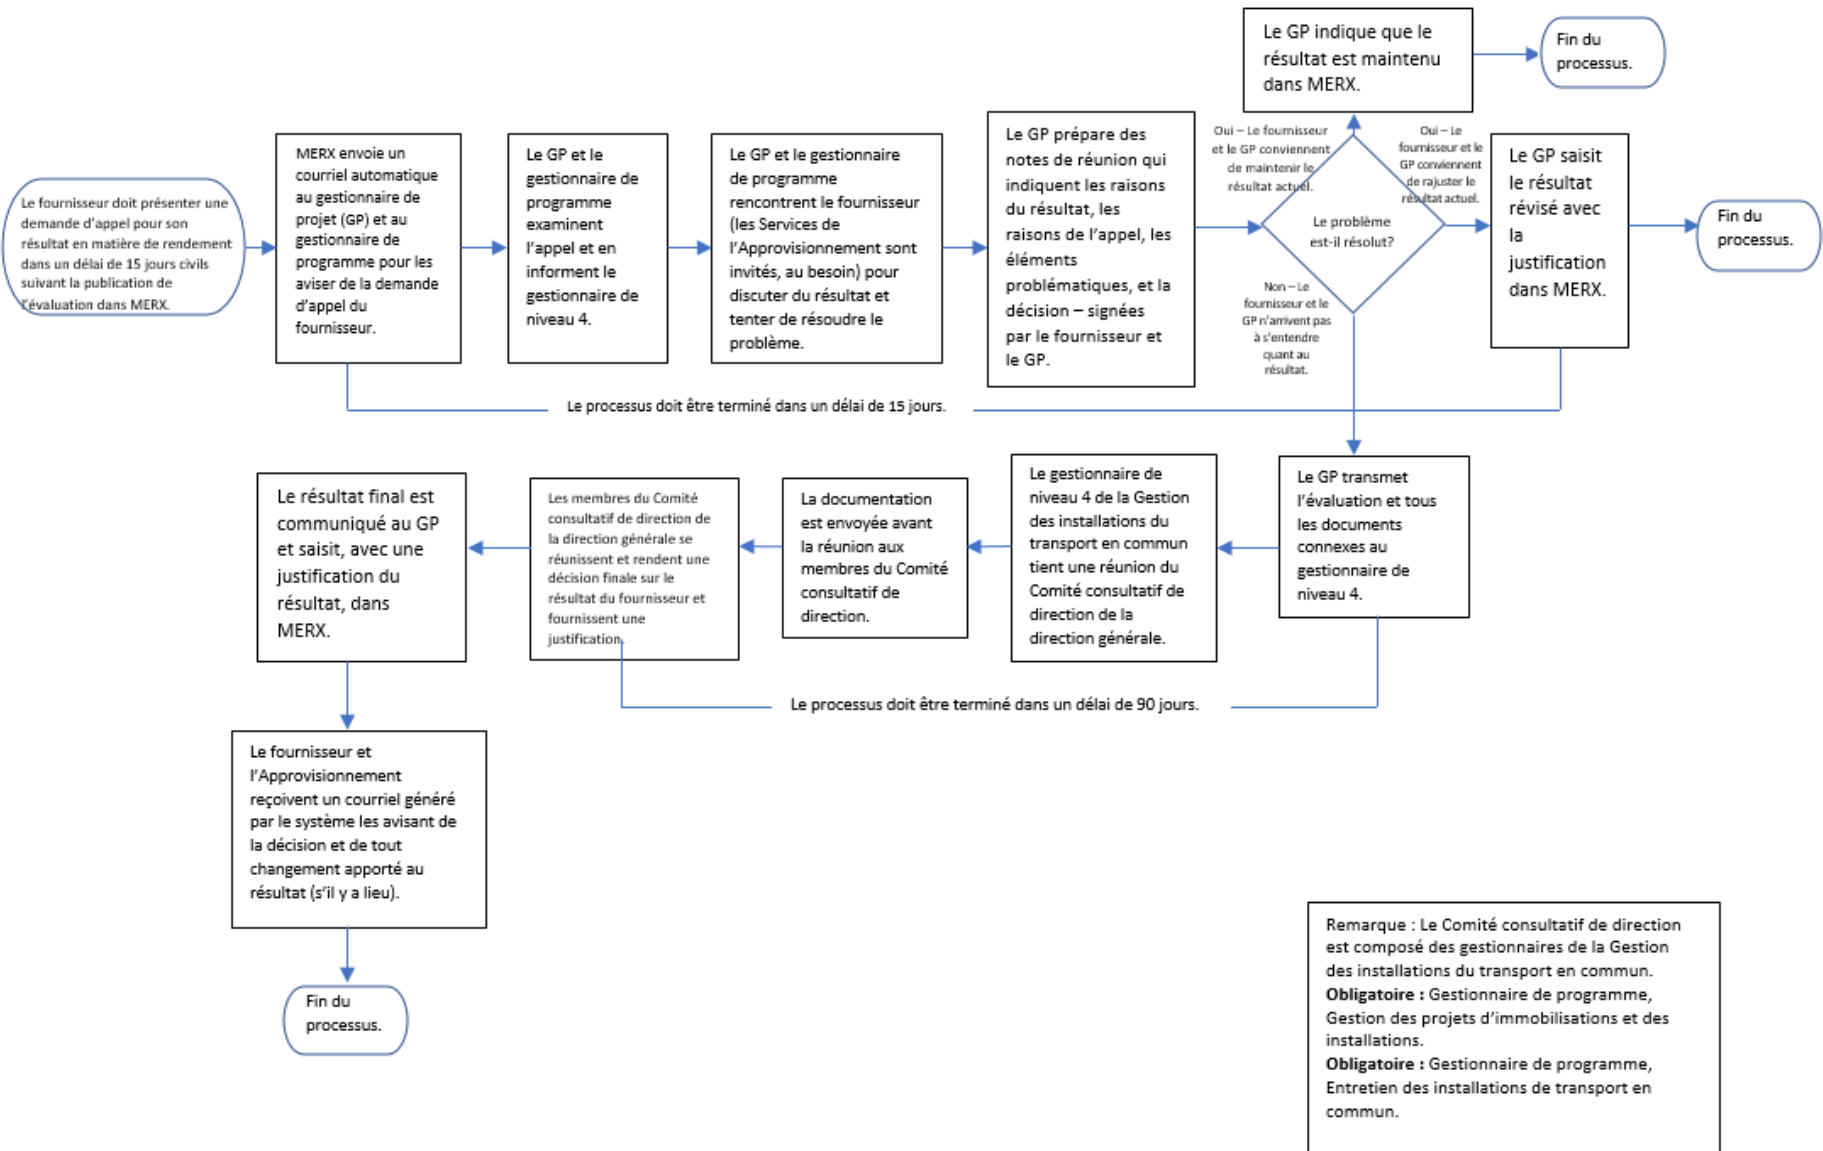 Le fournisseur doit présenter une
demande d'appel pour son
résultat en matière de rendement
dans un délai de 15 jours civils
suivant la publication de
l'évaluation dans MERX.
MERX envoie un
courriel automatique
au gestionnaire de
projet (GP) et au
gestionnaire de
programme pour les
aviser de la demande
d'appel du
fournisseur.
Le GP et le
gestionnaire de
programme
examinent
l'appel et en
informent le
gestionnaire de
niveau 4.
Le GP et le gestionnaire
de programme
rencontrent le fournisseur
(les Services de
l'Approvisionnement sont
invités, au besoin) pour
discuter du résultat et
tenter de résoudre le
problème.
Le GP prépare des
notes de réunion qui
indiquent les raisons
du résultat, les
raisons de l'appel, les
éléments
problématiques, et la
décision – signées
par le fournisseur et
le GP.
Le problème
est-il résolut?
Oui – Le fournisseur
et le GP conviennent
de maintenir le
résultat actuel.
Le GP indique que le
résultat est maintenu
dans MERX.
Fin du
processus.
Oui – Le
fournisseur et le
GP conviennent
de rajuster le
résultat actuel.
Le GP saisit
le résultat
révisé avec
la
justification
dans MERX.
Fin du
processus.
Non – Le
fournisseur et le
GP n'arrivent pas
à s'entendre
quant au
résultat.
Le processus doit être terminé dans un délai de 15 jours.
Le GP transmet
l'évaluation et tous
les documents
connexes au
gestionnaire de
niveau 4.
Le gestionnaire de
niveau 4 de la Gestion
des installations du
transport en commun
tient une réunion du
Comité consultatif de
direction de la
direction générale.
La documentation
est envoyée avant
la réunion aux
membres du Comité
consultatif de
direction.
Les membres du Comité
consultatif de direction de
la direction générale se
réunissent et rendent une
décision finale sur le
résultat du fournisseur et
fournissent une
justification.
Le résultat final est
communiqué au GP
et saisit, avec une
justification du
résultat, dans
MERX.
Le processus doit être terminé dans un délai de 90 jours.
Le fournisseur et
l'Approvisionnement
reçoivent un courriel généré
par le système les avisant de
la décision et de tout
changement apporté au
résultat (s'il y a lieu).
Fin du
processus.
Remarque : Le Comité consultatif de direction
est composé des gestionnaires de la Gestion
des installations du transport en commun.
Obligatoire : Gestionnaire de programme,
Gestion des projets d'immobilisations et des
installations.
Obligatoire : Gestionnaire de programme,
Entretien des installations de transport en
commun.